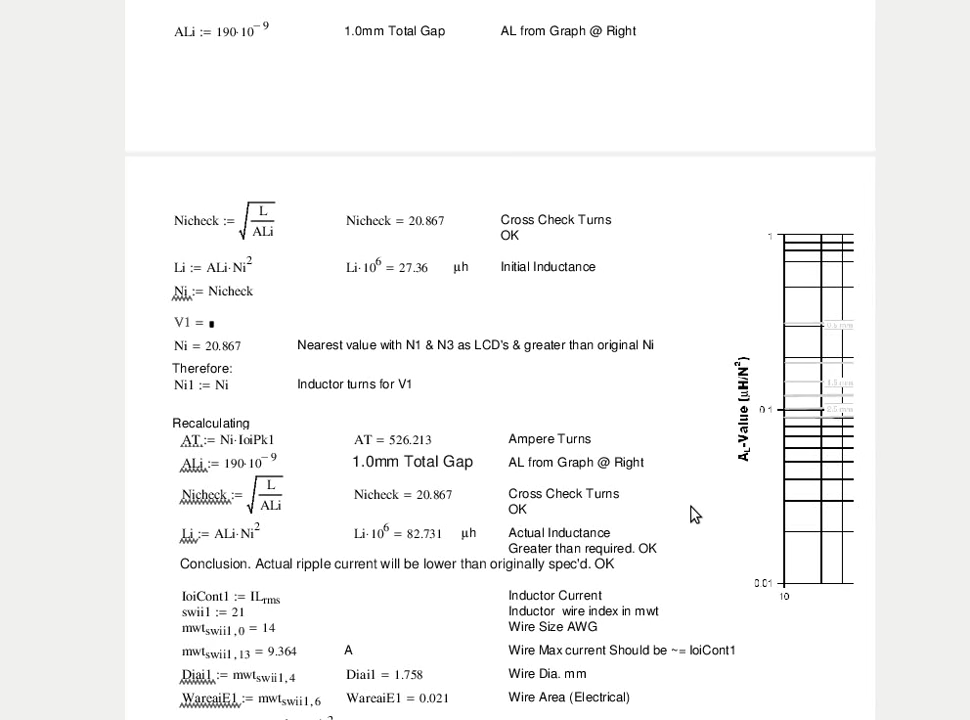 ALi := 190·10⁻⁹ 1.0mm Total Gap AL from Graph @ Right
Nicheck := √(L/ALi) Nicheck = 20.867 Cross Check Turns
OK
Li := ALi·Ni² Li·10⁶ = 27.36 μh Initial Inductance
Ni := Nicheck
V1 = ▪
Ni = 20.867 Nearest value with N1 & N3 as LCD's & greater than original Ni
Therefore:
Ni1 := Ni Inductor turns for V1
Recalculating
AT := Ni·IoiPk1 AT = 526.213 Ampere Turns
ALi := 190·10⁻⁹ 1.0mm Total Gap AL from Graph @ Right
Nicheck := √(L/ALi) Nicheck = 20.867 Cross Check Turns
OK
Li := ALi·Ni² Li·10⁶ = 82.731 μh Actual Inductance
Greater than required. OK
Conclusion. Actual ripple current will be lower than originally spec'd. OK
IoiCont1 := ILrms Inductor Current
swii1 := 21 Inductor wire index in mwt
mwtswii1,0 = 14 Wire Size AWG
mwtswii1,13 = 9.364 A Wire Max current Should be ~= IoiCont1
Diai1 := mwtswii1,4 Diai1 = 1.758 Wire Dia. mm
WareaiE1 := mwtswii1,6 WareaiE1 = 0.021 Wire Area (Electrical)
AL-Value (μH/N²)
1
0.1
0.01
10